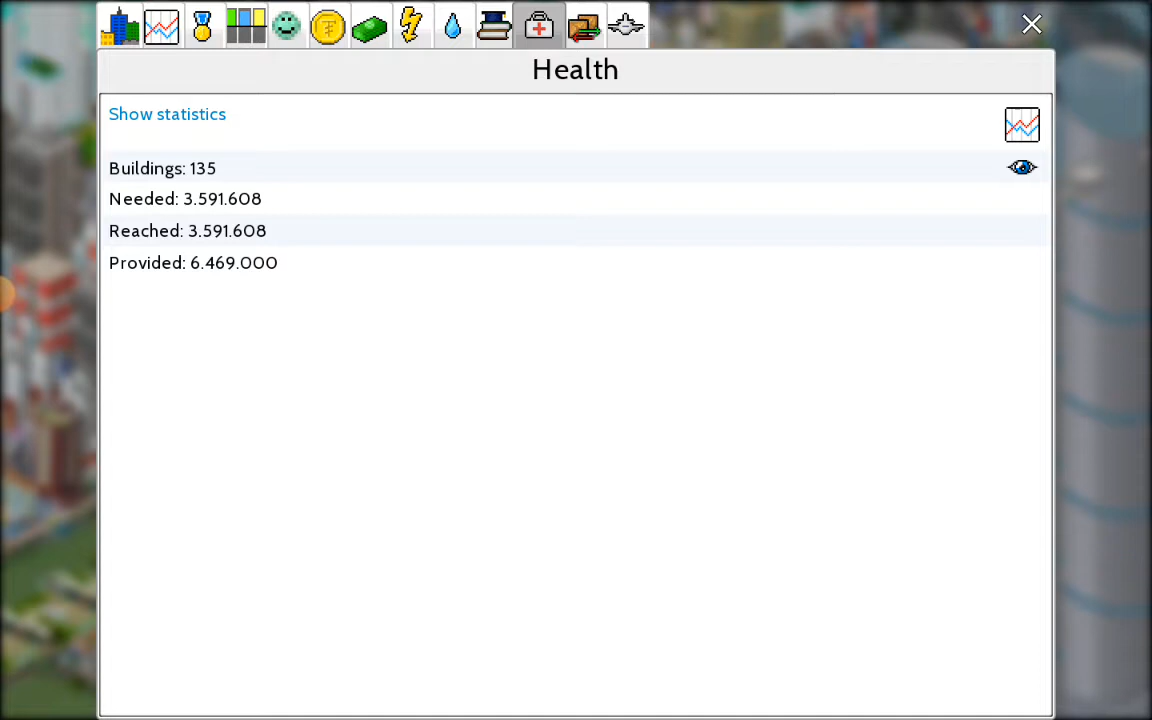 Health
Show statistics
Buildings: 135
Needed: 3.591.608
Reached: 3.591.608
Provided: 6.469.000